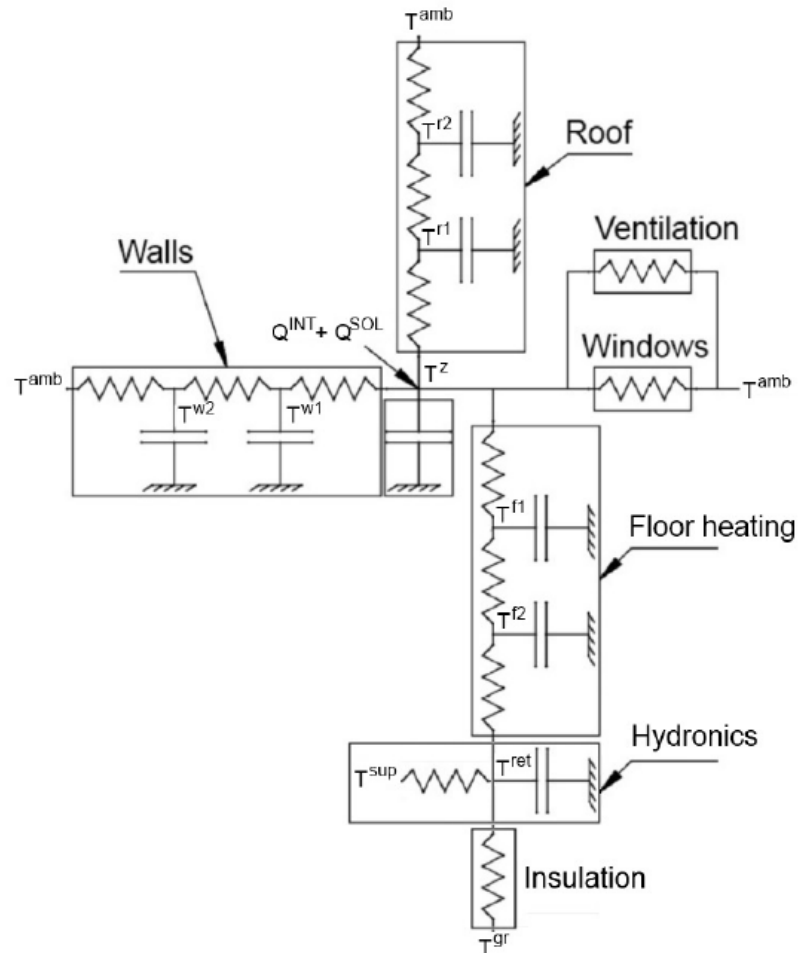 T^amb
T^r2
Roof
T^r1
Ventilation
Walls
Q^INT + Q^SOL
Windows
T^z
T^amb
T^amb
T^w2
T^w1
T^f1
Floor heating
T^f2
Hydronics
T^ret
T^sup
Insulation
T^gr